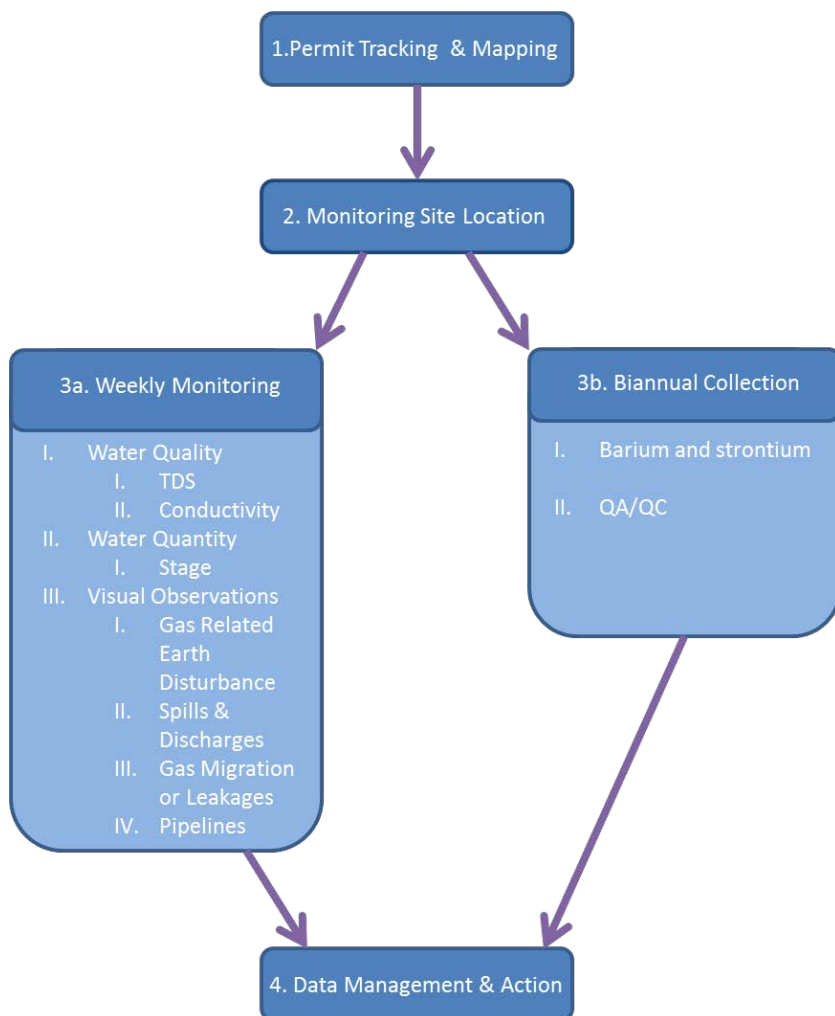 1.Permit Tracking & Mapping
2. Monitoring Site Location
3a. Weekly Monitoring
I. Water Quality
I. TDS
II. Conductivity
II. Water Quantity
I. Stage
III. Visual Observations
I. Gas Related
Earth
Disturbance
II. Spills &
Discharges
III. Gas Migration
or Leakages
IV. Pipelines
3b. Biannual Collection
I. Barium and strontium
II. QA/QC
4. Data Management & Action